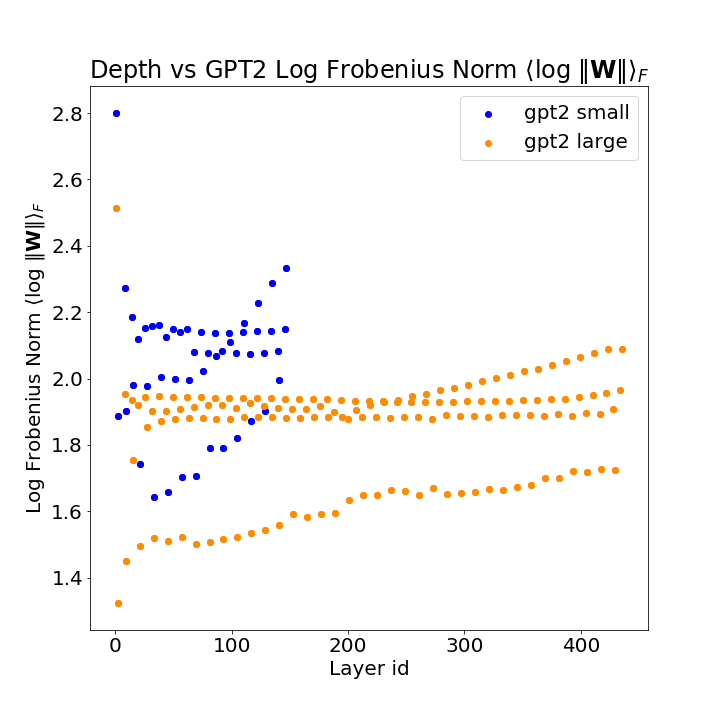 Depth vs GPT2 Log Frobenius Norm ⟨log ‖W‖⟩F
gpt2 small
gpt2 large
Log Frobenius Norm ⟨log ‖W‖⟩F
2.8
2.6
2.4
2.2
2.0
1.8
1.6
1.4
0 100 200 300 400
Layer id